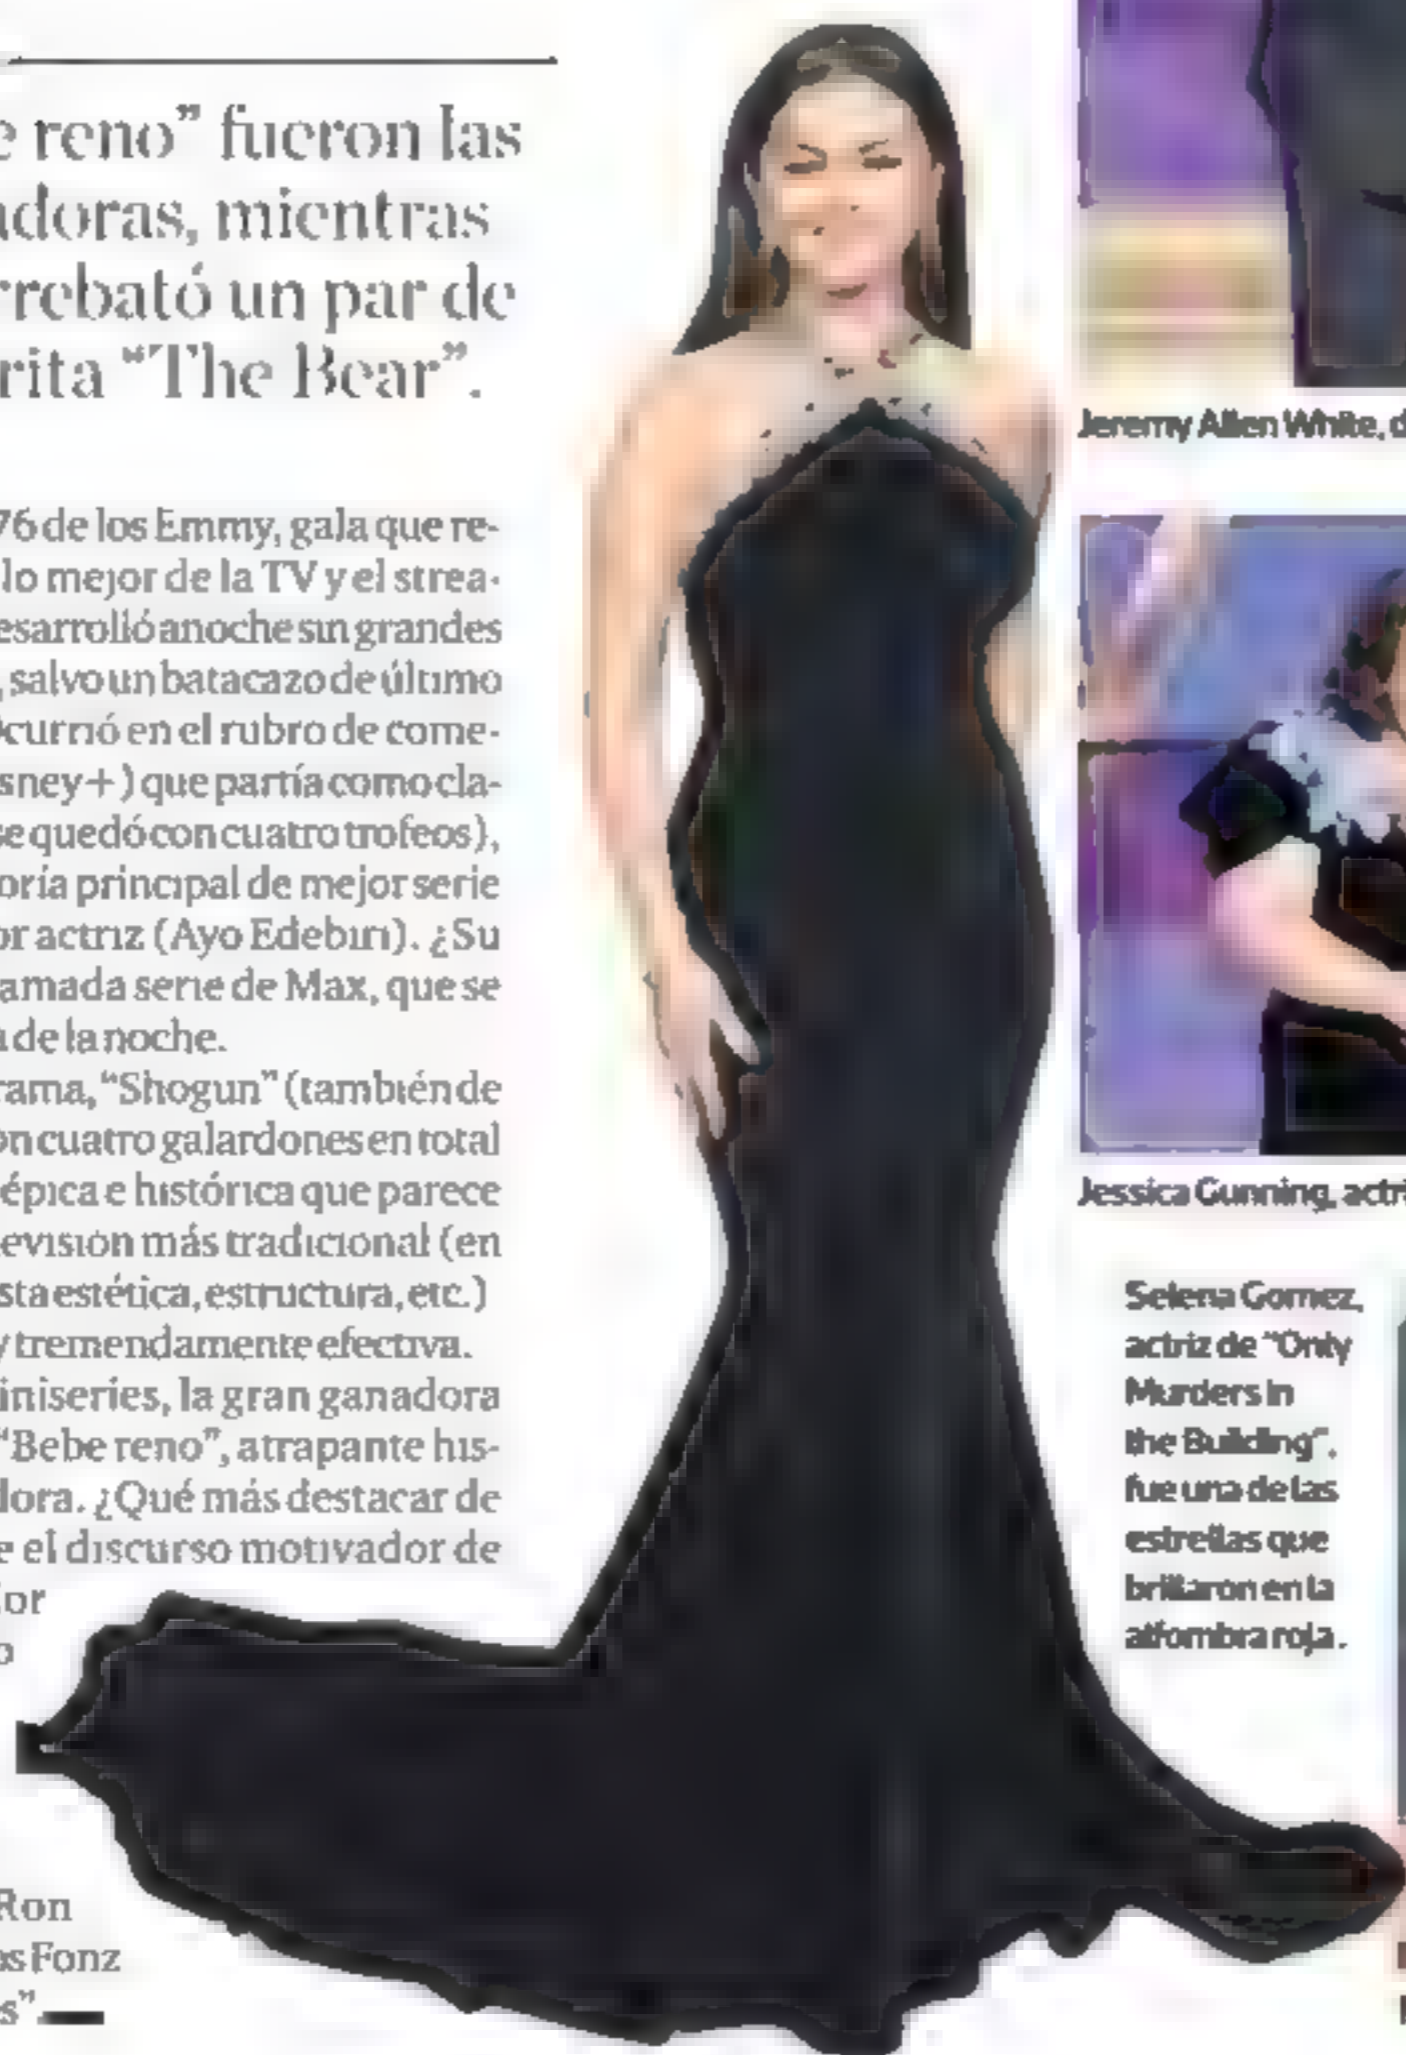 e reno” fueron las
adoras, mientras
rrebató un par de
rita “The Bear”.
76 de los Emmy, gala que re-
lo mejor de la TV y el strea-
esarrolló anoche sin grandes
, salvo un batacazo de último
Ocurrió en el rubro de come-
sney+) que partía como cla-
se quedó con cuatro trofeos),
oría principal de mejor serie
or actriz (Ayo Edebiri). ¿Su
amada serie de Max, que se
a de la noche.
rama, “Shogun” (también de
on cuatro galardones en total
épica e histórica que parece
evisión más tradicional (en
sta estética, estructura, etc.)
y tremendamente efectiva.
iniseries, la gran ganadora
“Bebe reno”, atrapante his-
dora. ¿Qué más destacar de
e el discurso motivador de
or
o
Ron
os Fonz
s”.
Jeremy Allen White, d
Jessica Gunning, actri
Selena Gomez,
actriz de “Only
Murders in
the Building”,
fue una de las
estrellas que
brillaron en la
alfombra roja.